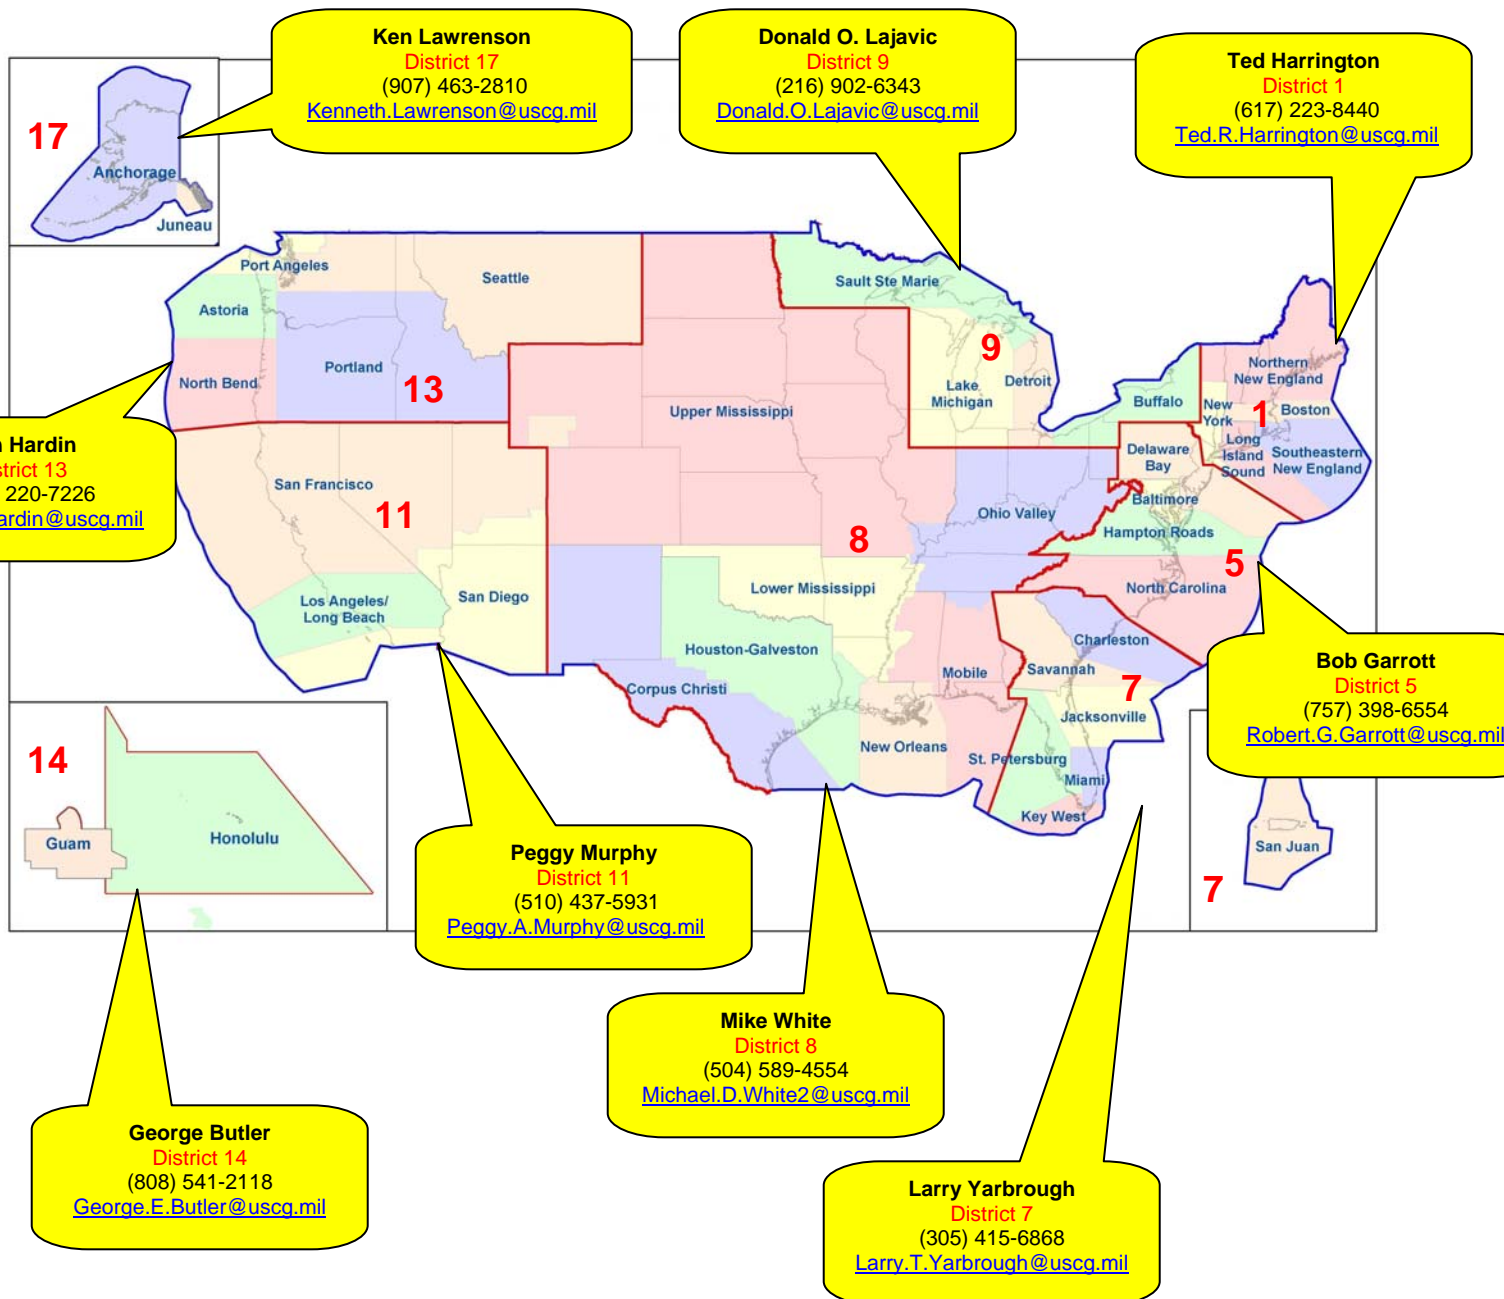 Ken Lawrenson
District 17
(907) 463-2810
Kenneth.Lawrenson@uscg.mil
Donald O. Lajavic
District 9
(216) 902-6343
Donald.O.Lajavic@uscg.mil
Ted Harrington
District 1
(617) 223-8440
Ted.R.Harrington@uscg.mil
17
Anchorage
Juneau
Port Angeles
Seattle
Astoria
North Bend
Portland
13
Sault Ste Marie
9
Lake
Michigan
Detroit
Buffalo
Northern
New England
New
York
1
Boston
Long
Island
Sound
Southeastern
New England
Upper Mississippi
Delaware
Bay
Baltimore
Hampton Roads
5
North Carolina
Hardin
District 13
220-7226
ardin@uscg.mil
San Francisco
11
8
Ohio Valley
Los Angeles/
Long Beach
San Diego
Lower Mississippi
Houston-Galveston
Corpus Christi
Mobile
New Orleans
Charleston
Savannah
7
Jacksonville
St. Petersburg
Miami
Key West
Bob Garrott
District 5
(757) 398-6554
Robert.G.Garrott@uscg.mil
14
Guam
Honolulu
San Juan
7
Peggy Murphy
District 11
(510) 437-5931
Peggy.A.Murphy@uscg.mil
Mike White
District 8
(504) 589-4554
Michael.D.White2@uscg.mil
George Butler
District 14
(808) 541-2118
George.E.Butler@uscg.mil
Larry Yarbrough
District 7
(305) 415-6868
Larry.T.Yarbrough@uscg.mil